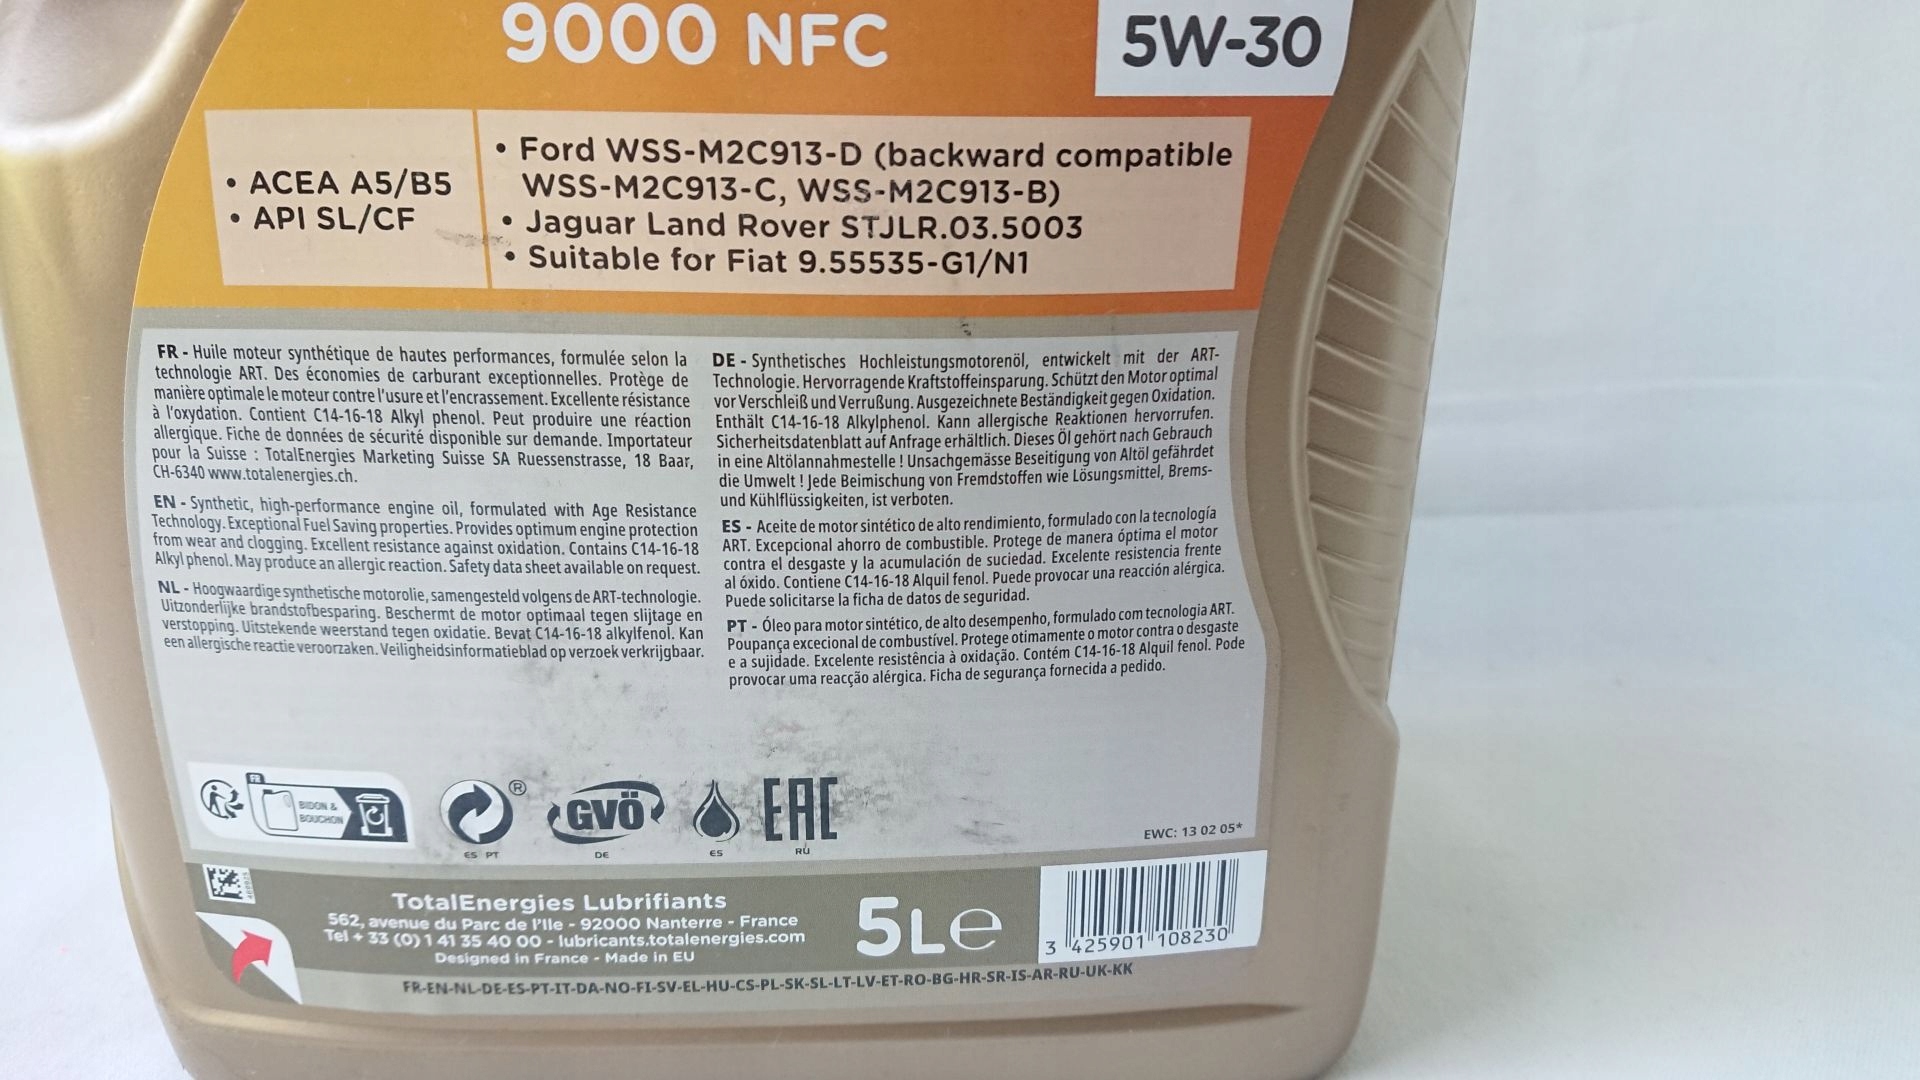 9000 NFC
5W-30
• ACEA A5/B5
• API SL/CF
• Ford WSS-M2C913-D (backward compatible
WSS-M2C913-C, WSS-M2C913-B)
• Jaguar Land Rover STJLR.03.5003
• Suitable for Fiat 9.55535-G1/N1
FR - Huile moteur synthétique de hautes performances, formulée selon la
technologie ART. Des économies de carburant exceptionnelles. Protège de
manière optimale le moteur contre l'usure et l'encrassement. Excellente résistance
à l'oxydation. Contient C14-16-18 Alkyl phenol. Peut produire une réaction
allergique. Fiche de données de sécurité disponible sur demande. Importateur
pour la Suisse : TotalEnergies Marketing Suisse SA Ruessenstrasse, 18 Baar,
CH-6340 www.totalenergies.ch.
EN - Synthetic, high-performance engine oil, formulated with Age Resistance
Technology. Exceptional Fuel Saving properties. Provides optimum engine protection
from wear and clogging. Excellent resistance against oxidation. Contains C14-16-18
Alkyl phenol. May produce an allergic reaction. Safety data sheet available on request.
NL - Hoogwaardige synthetische motorolie, samengesteld volgens de ART-technologie.
Uitzonderlijke brandstofbesparing. Beschermt de motor optimaal tegen slijtage en
verstopping. Uitstekende weerstand tegen oxidatie. Bevat C14-16-18 alkylfenol. Kan
een allergische reactie veroorzaken. Veiligheidsinformatieblad op verzoek verkrijgbaar.
DE - Synthetisches Hochleistungsmotorenöl, entwickelt mit der ART-
Technologie. Hervorragende Kraftstoffeinsparung. Schützt den Motor optimal
vor Verschleiß und Verrußung. Ausgezeichnete Beständigkeit gegen Oxidation.
Enthält C14-16-18 Alkylphenol. Kann allergische Reaktionen hervorrufen.
Sicherheitsdatenblatt auf Anfrage erhältlich. Dieses Öl gehört nach Gebrauch
in eine Altölannahmestelle ! Unsachgemässe Beseitigung von Altöl gefährdet
die Umwelt ! Jede Beimischung von Fremdstoffen wie Lösungsmittel, Brems-
und Kühlflüssigkeiten, ist verboten.
ES - Aceite de motor sintético de alto rendimiento, formulado con la tecnología
ART. Excepcional ahorro de combustible. Protege de manera óptima el motor
contra el desgaste y la acumulación de suciedad. Excelente resistencia frente
al óxido. Contiene C14-16-18 Alquil fenol. Puede provocar una reacción alérgica.
Puede solicitarse la ficha de datos de seguridad.
PT - Óleo para motor sintético, de alto desempenho, formulado com tecnologia ART.
Poupança excecional de combustível. Protege otimamente o motor contra o desgaste
e a sujidade. Excelente resistência à oxidação. Contém C14-16-18 Alquil fenol. Pode
provocar uma reacção alérgica. Ficha de segurança fornecida a pedido.
FR
BIDON &
BOUCHON
®
ES PT
GVÖ
DE
ES
EAC
RU
EWC: 13 02 05*
TotalEnergies Lubrifiants
562, avenue du Parc de l'Ile - 92000 Nanterre - France
Tel + 33 (0) 1 41 35 40 00 - lubricants.totalenergies.com
Designed in France - Made in EU
5L e
3 425901 108230
FR-EN-NL-DE-ES-PT-IT-DA-NO-FI-SV-EL-HU-CS-PL-SK-SL-LT-LV-ET-RO-BG-HR-SR-IS-AR-RU-UK-KK